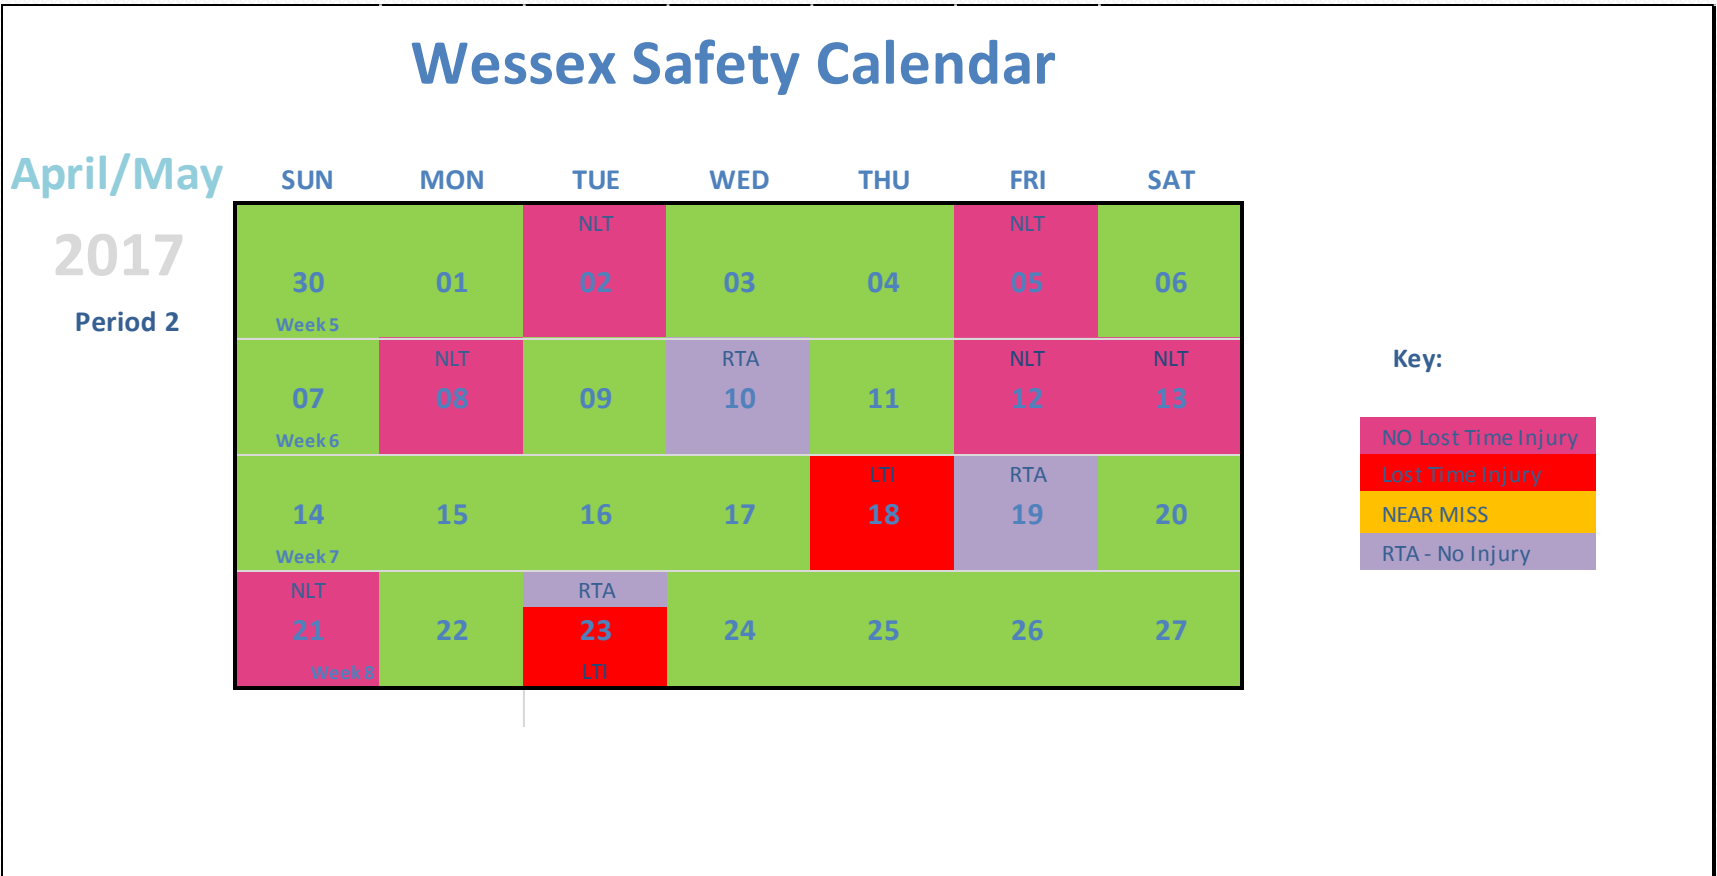 Wessex Safety Calendar
April/May
2017
Period 2
SUN MON TUE WED THU FRI SAT
NLT NLT
30 01 02 03 04 05 06
Week 5
NLT RTA NLT NLT
07 08 09 10 11 12 13
Week 6
LTI RTA
14 15 16 17 18 19 20
Week 7
NLT RTA
21 22 23 24 25 26 27
Week 8 LTI
Key:
NO Lost Time Injury
Lost Time Injury
NEAR MISS
RTA - No Injury